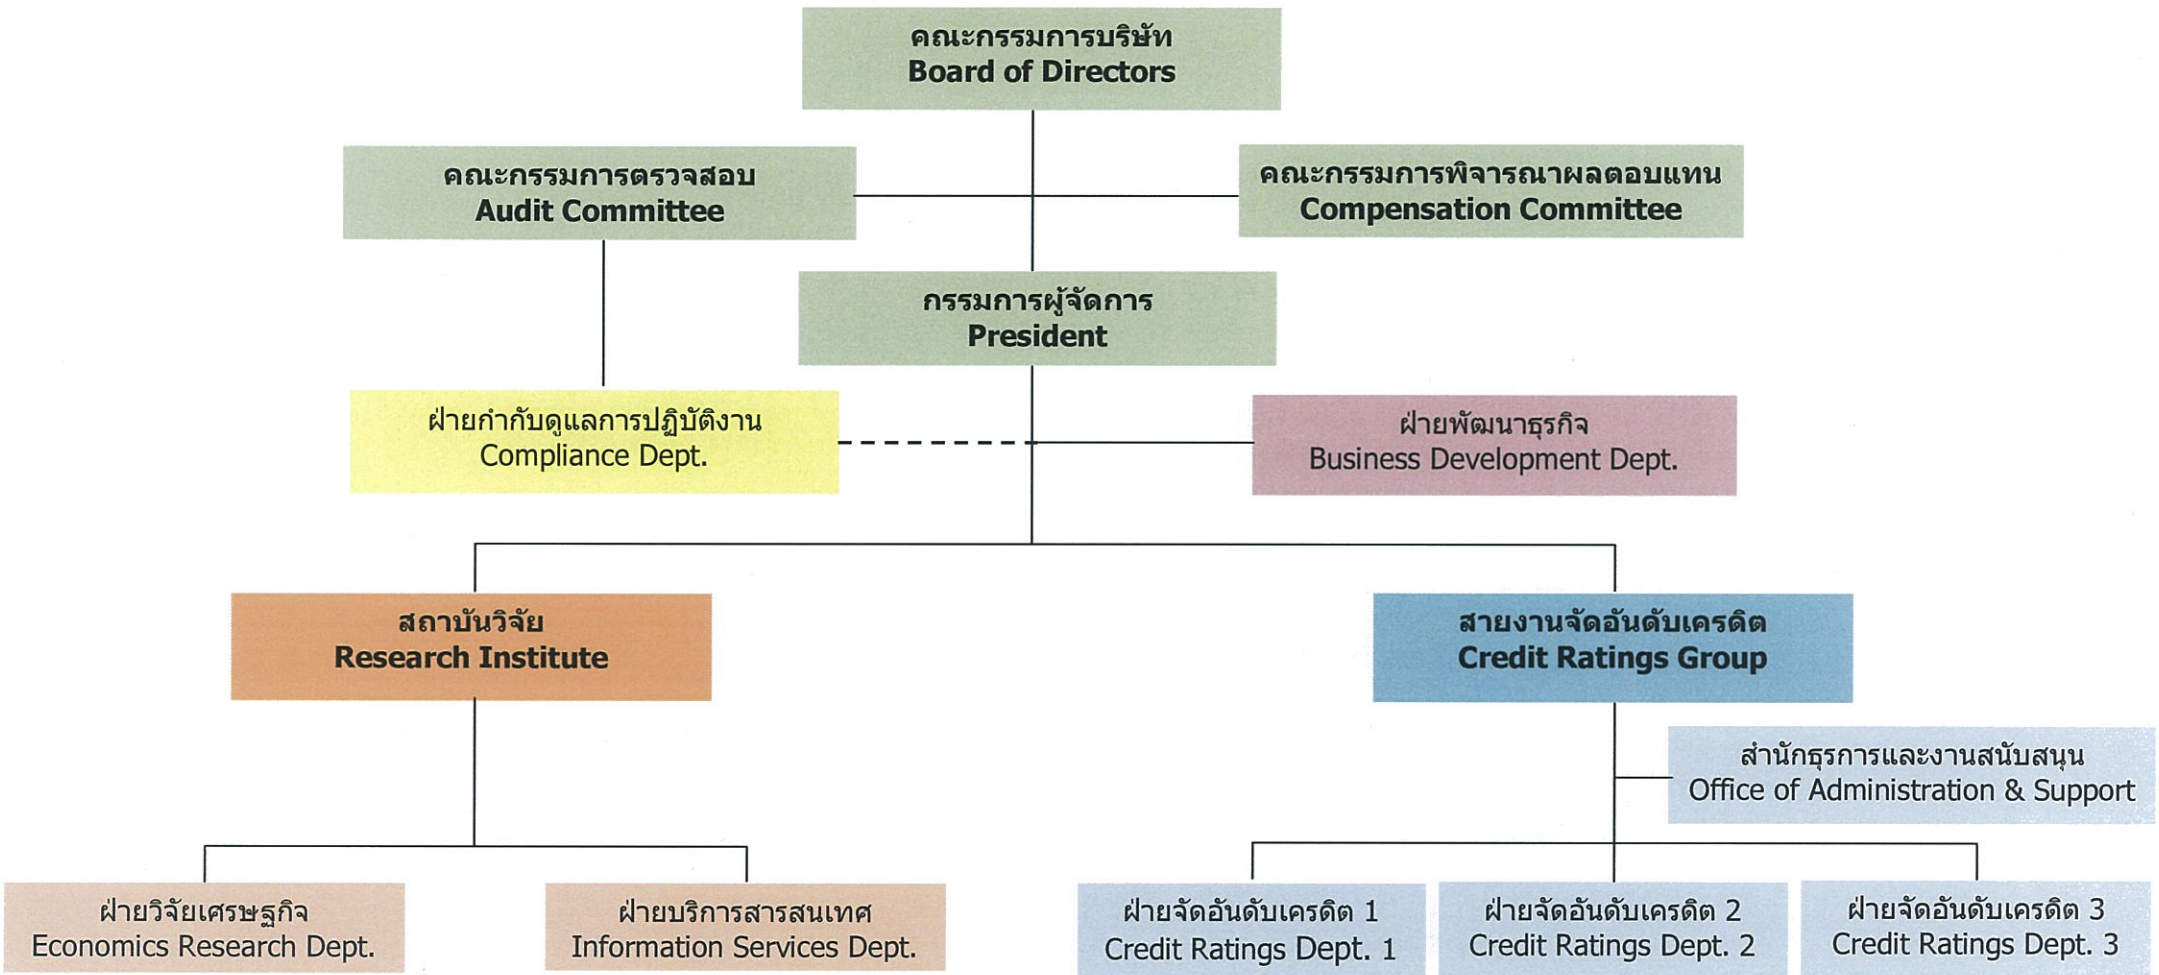 คณะกรรมการบริษัท
Board of Directors
คณะกรรมการตรวจสอบ
Audit Committee
คณะกรรมการพิจารณาผลตอบแทน
Compensation Committee
กรรมการผู้จัดการ
President
ฝ่ายกำกับดูแลการปฏิบัติงาน
Compliance Dept.
ฝ่ายพัฒนาธุรกิจ
Business Development Dept.
สถาบันวิจัย
Research Institute
สายงานจัดอันดับเครดิต
Credit Ratings Group
สำนักธุรการและงานสนับสนุน
Office of Administration & Support
ฝ่ายวิจัยเศรษฐกิจ
Economics Research Dept.
ฝ่ายบริการสารสนเทศ
Information Services Dept.
ฝ่ายจัดอันดับเครดิต 1
Credit Ratings Dept. 1
ฝ่ายจัดอันดับเครดิต 2
Credit Ratings Dept. 2
ฝ่ายจัดอันดับเครดิต 3
Credit Ratings Dept. 3